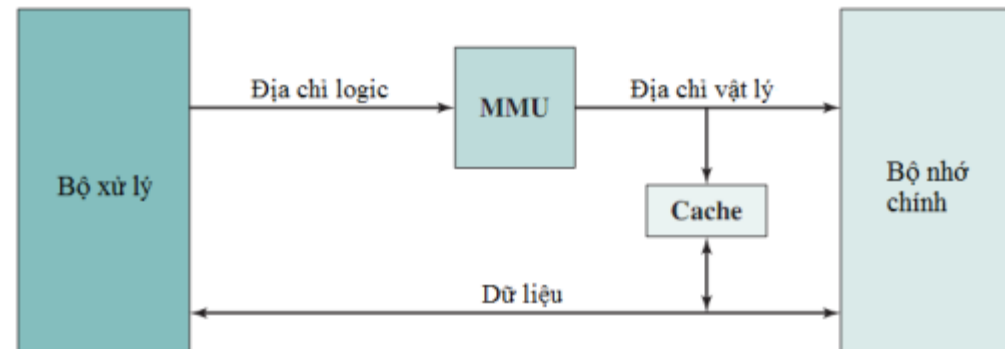 Địa chỉ logic
MMU
Địa chỉ vật lý
Bộ xử lý
Cache
Bộ nhớ
chính
Dữ liệu